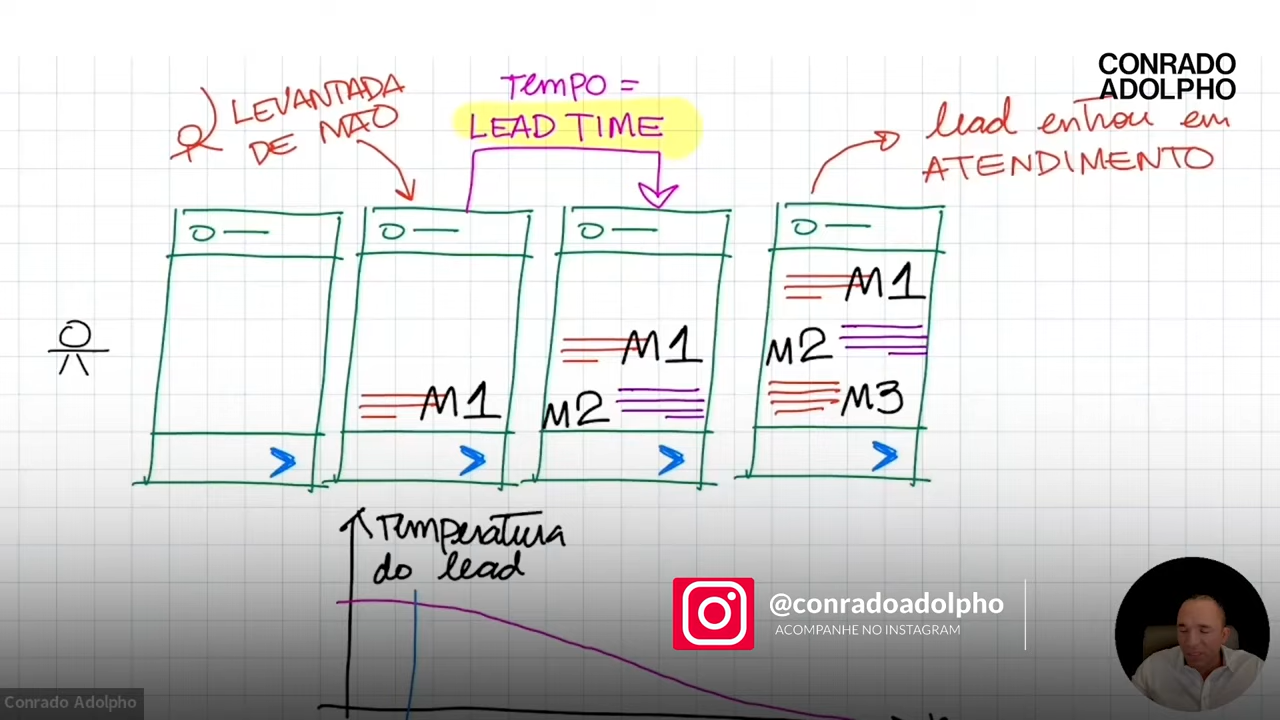 CONRADO
ADOLPHO
TEMPO =
LEAD TIME
LEVANTADA
DE MÃO
lead entrou em
ATENDIMENTO
M1
M1
M2
M1
M2
M3
Temperatura
do lead
@conradoadolpho
ACOMPANHE NO INSTAGRAM
Conrado Adolpho